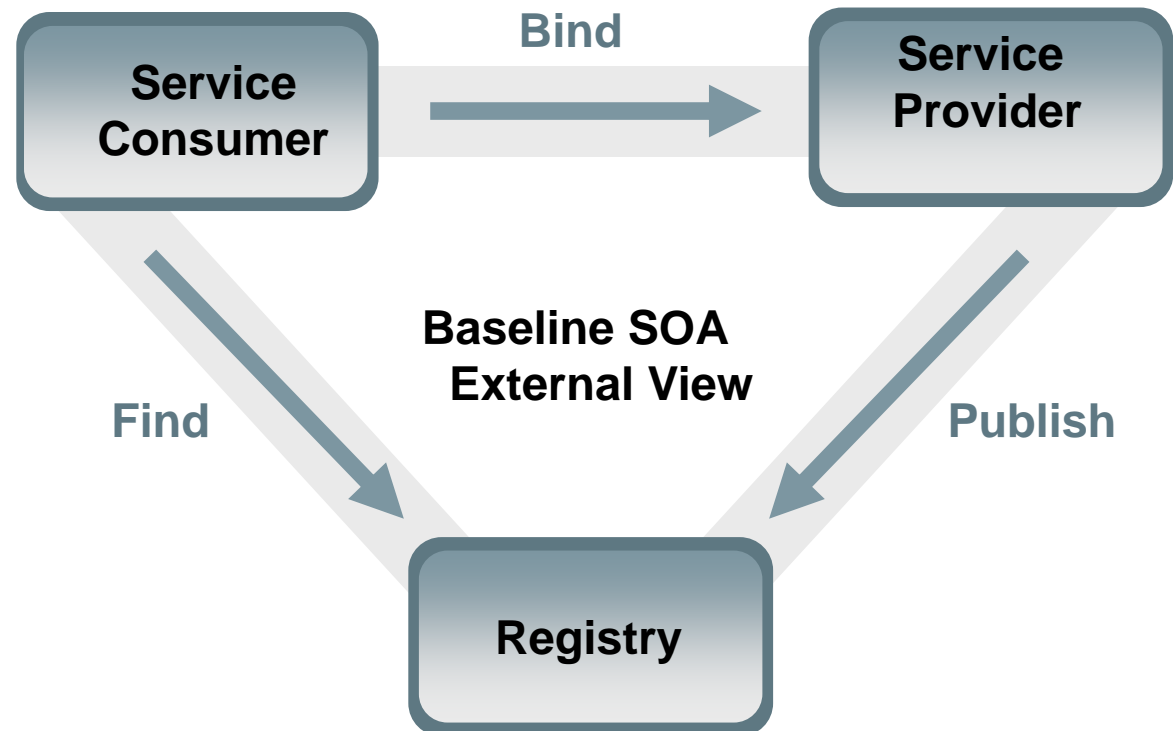 Bind
Service
Consumer
Service
Provider
Baseline SOA
External View
Find
Publish
Registry